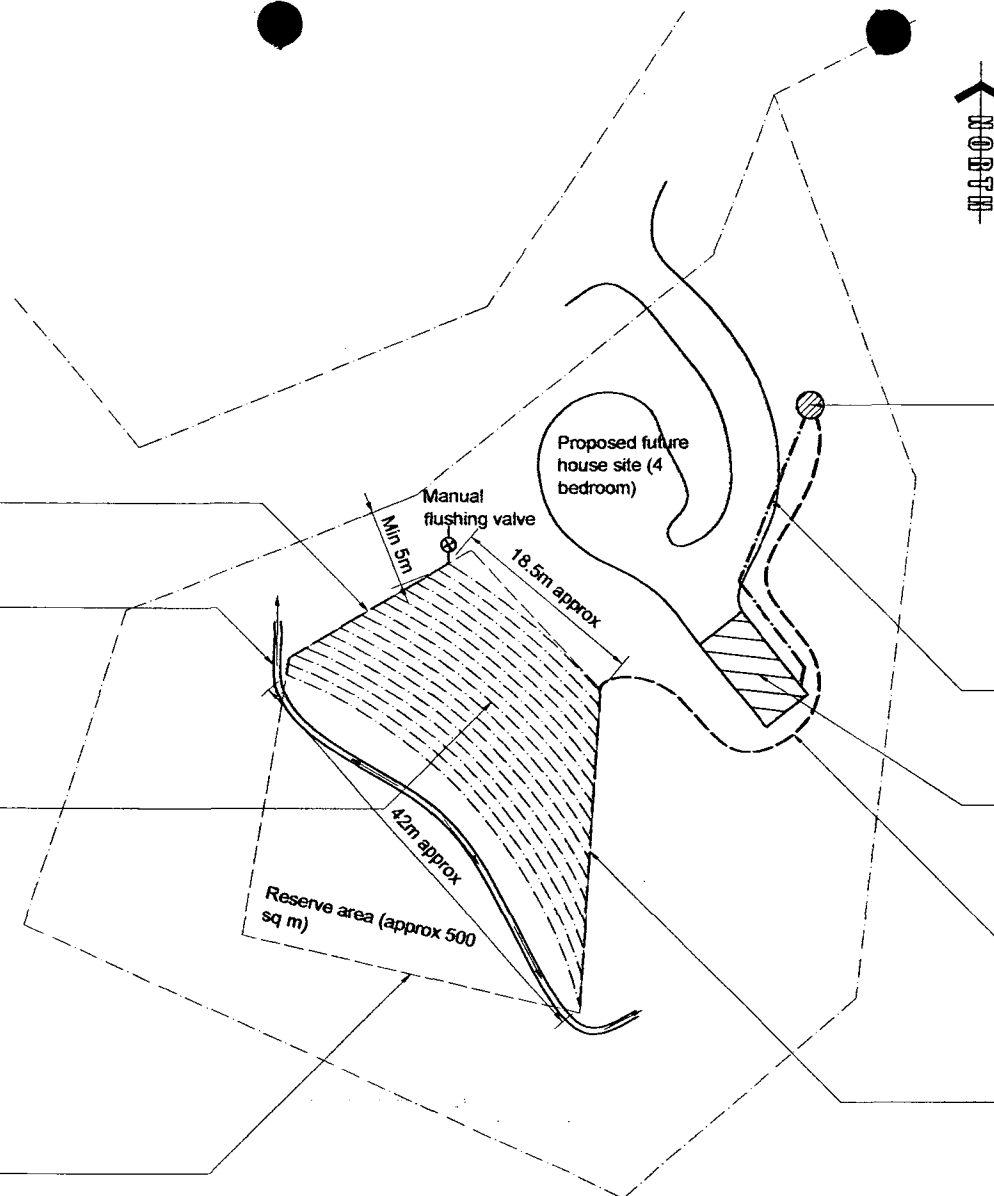 NORTH
Proposed future
house site (4
bedroom)
Manual
flushing valve
Min 5m
18.5m approx
42m approx
Reserve area (approx 500
sq m)